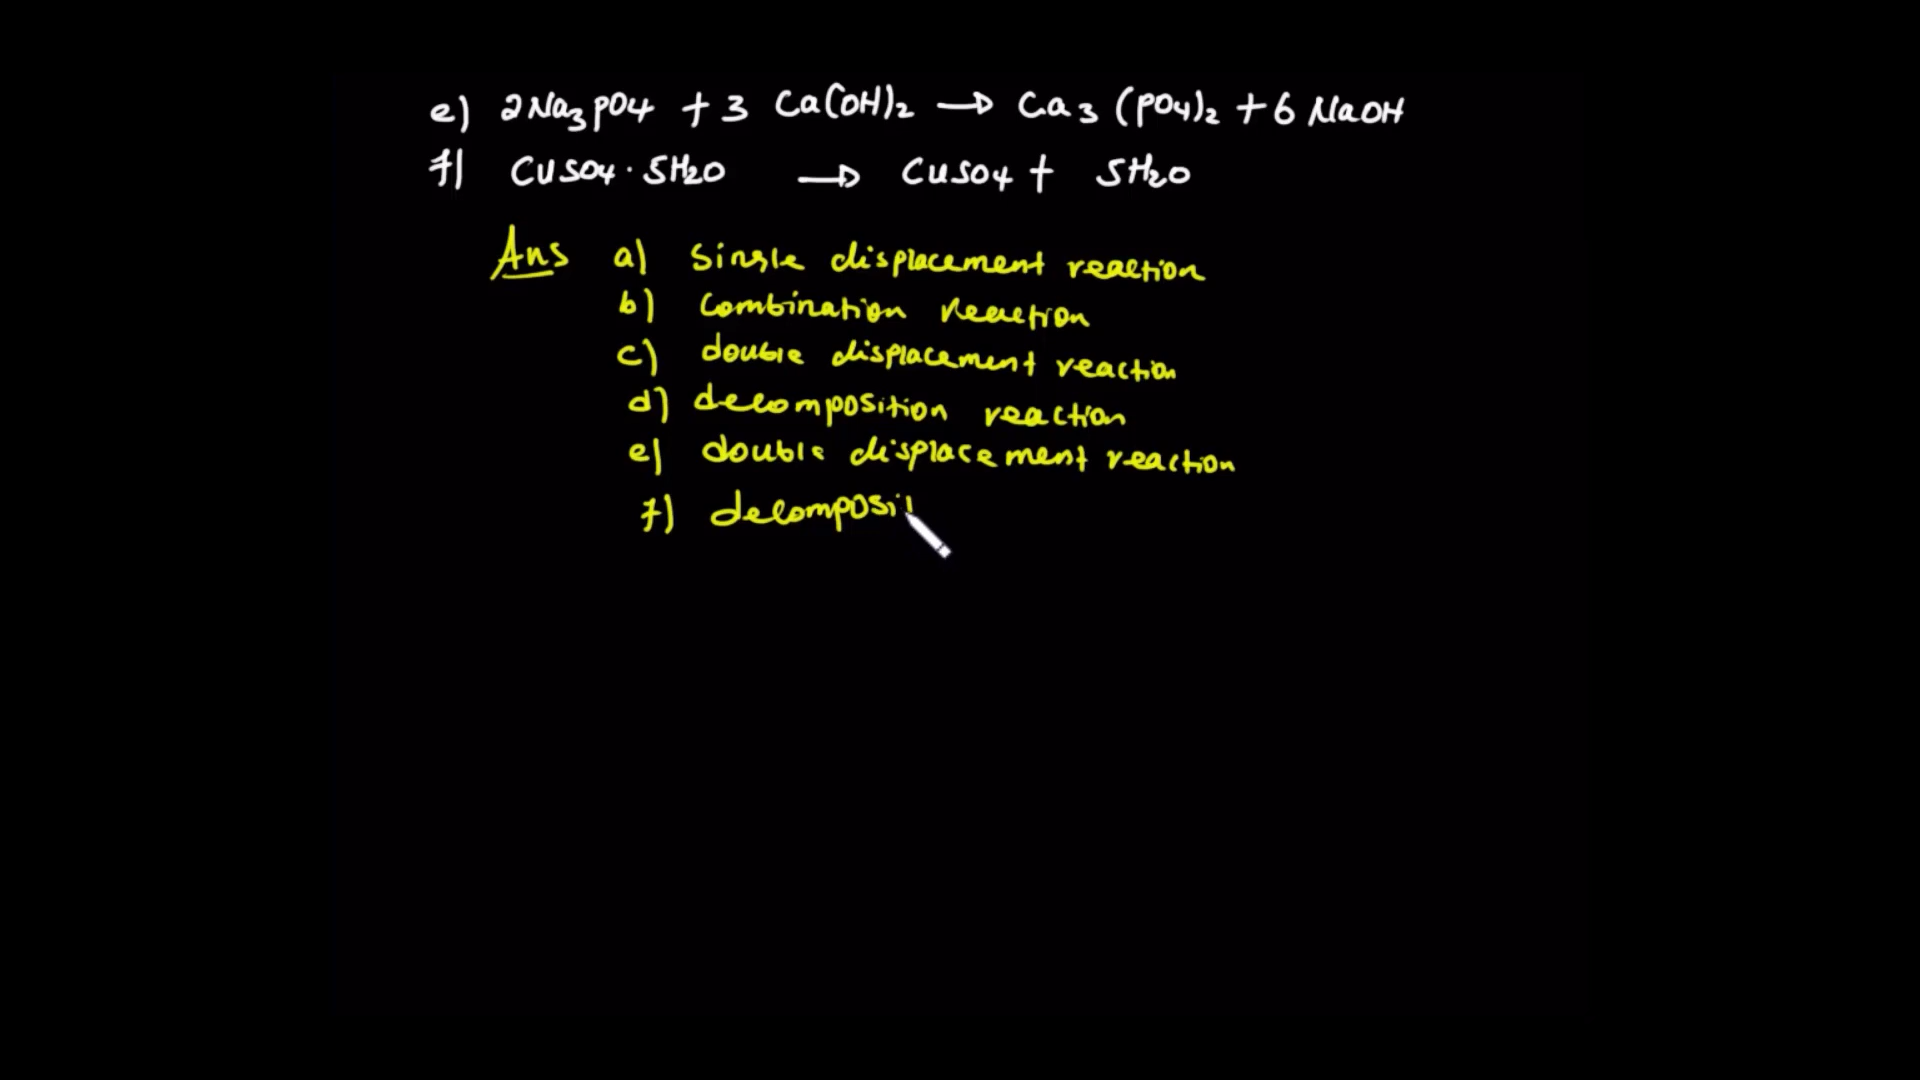 e) 2Na3PO4 + 3 Ca(OH)2 → Ca3 (PO4)2 + 6 NaOH
f) CuSO4 · 5H2O → CuSO4 + 5H2O
Ans a) Single displacement reaction
b) Combination Reaction
c) double displacement reaction
d) decomposition reaction
e) double displacement reaction
f) decomposi